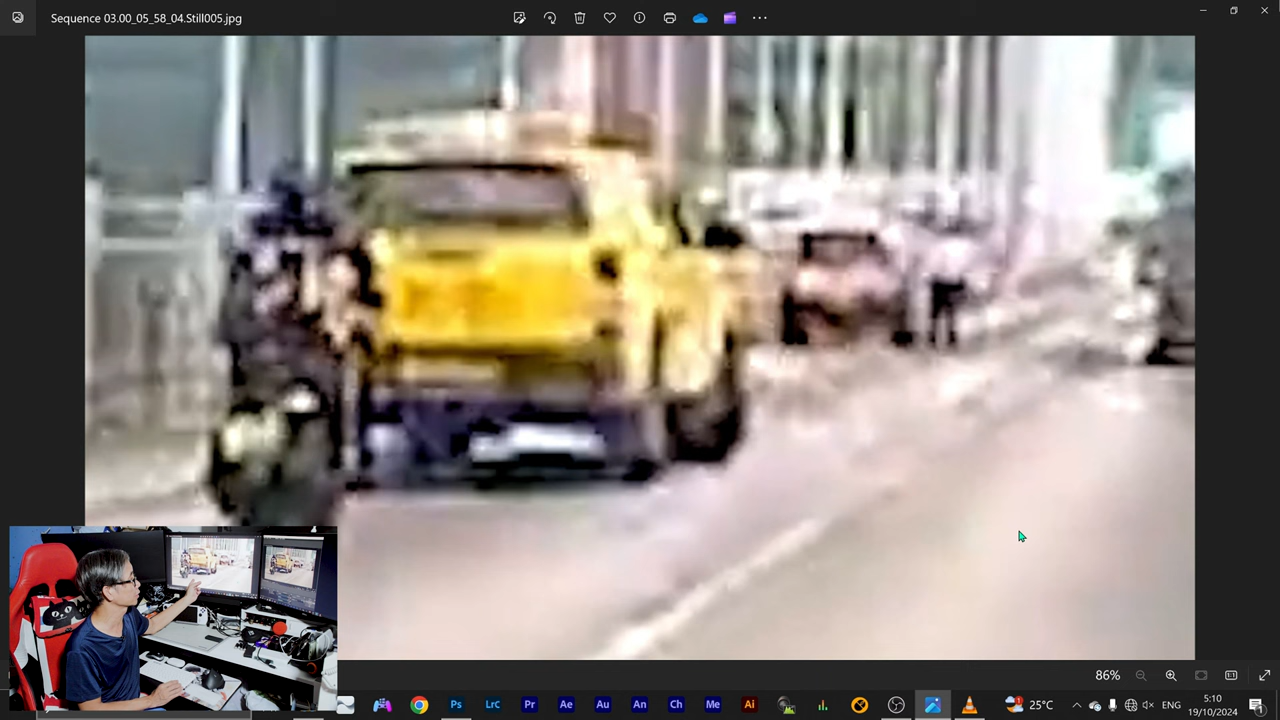 Sequence 03.00_05_58_04.Still005.jpg
86%
Ps
Lrc
Pr
Ae
Au
An
Ch
Me
Ai
1
25°C
ENG
5:10
19/10/2024